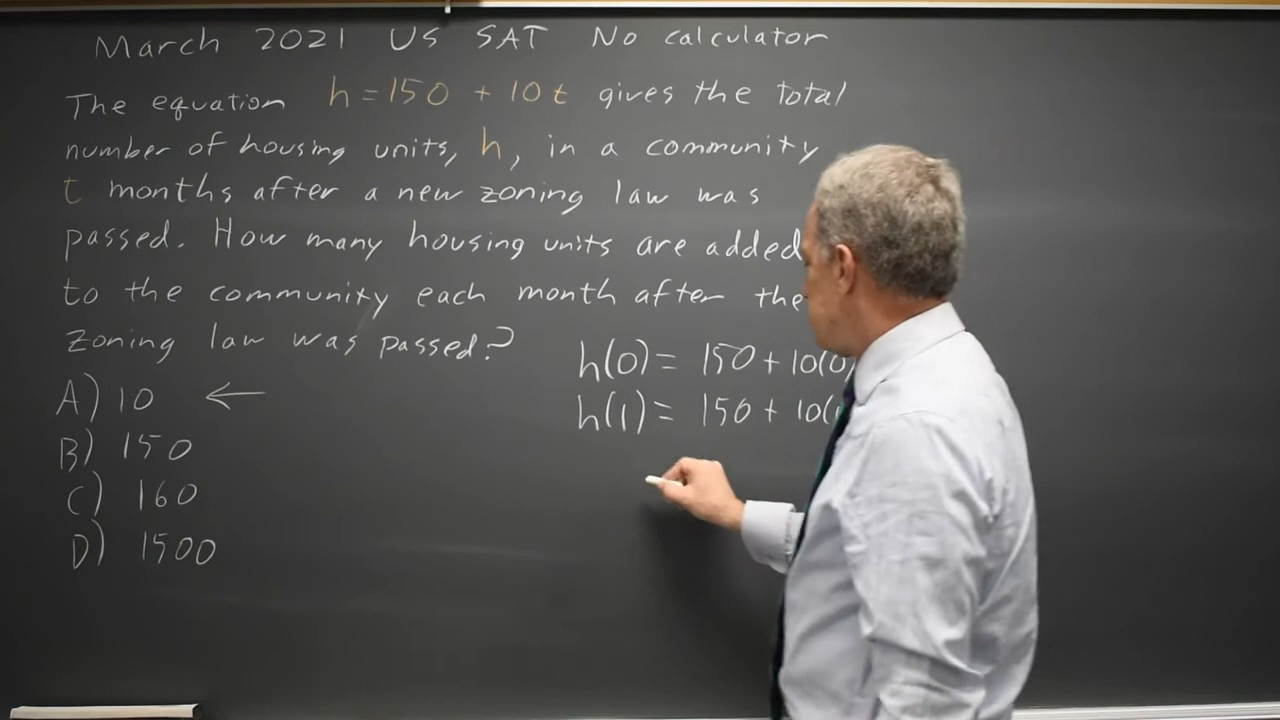 March 2021 US SAT No calculator
The equation h = 150 + 10t gives the total
number of housing units, h, in a community
t months after a new zoning law was
passed. How many housing units are added
to the community each month after the
zoning law was passed?
A) 10 ←
B) 150
C) 160
D) 1500
h(0) = 150 + 10(0)
h(1) = 150 + 10(